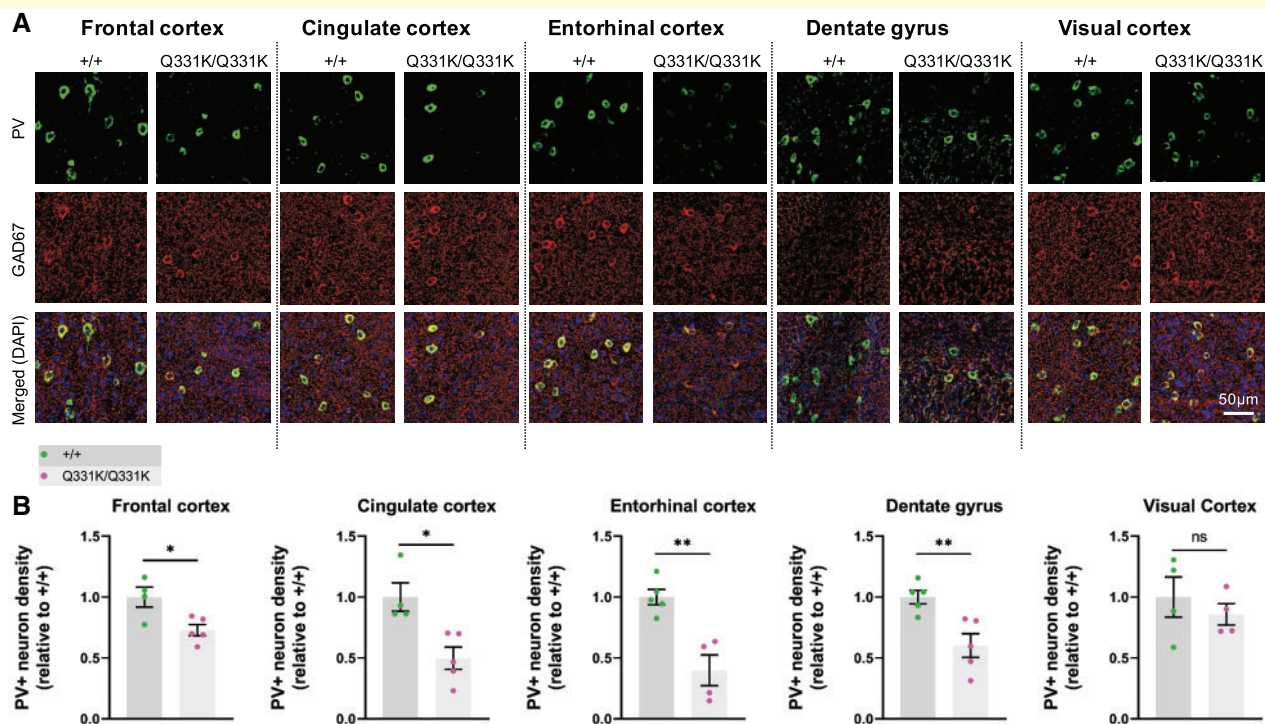 A
Frontal cortex Cingulate cortex Entorhinal cortex Dentate gyrus Visual cortex
+/+ Q331K/Q331K +/+ Q331K/Q331K +/+ Q331K/Q331K +/+ Q331K/Q331K +/+ Q331K/Q331K
PV
GAD67
Merged (DAPI)
50µm
+/+
Q331K/Q331K
B
Frontal cortex
PV+ neuron density
(relative to +/+)
1.5
1.0
0.5
0.0
*
Cingulate cortex
PV+ neuron density
(relative to +/+)
1.5
1.0
0.5
0.0
*
Entorhinal cortex
PV+ neuron density
(relative to +/+)
1.5
1.0
0.5
0.0
**
Dentate gyrus
PV+ neuron density
(relative to +/+)
1.5
1.0
0.5
0.0
**
Visual Cortex
PV+ neuron density
(relative to +/+)
1.5
1.0
0.5
0.0
ns